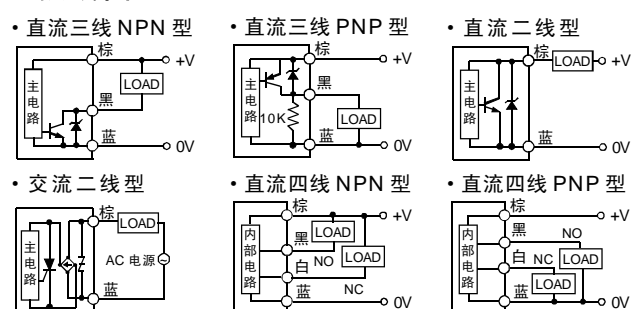 ·直流三线 NPN 型
棕
+V
主电路
LOAD
黑
蓝
0V
·直流三线 PNP 型
棕
+V
主电路
黑
10K
LOAD
蓝
0V
·直流二线型
棕
LOAD
+V
主电路
蓝
0V
·交流二线型
棕
LOAD
主电路
AC 电源
蓝
·直流四线 NPN 型
棕
+V
内部电路
黑
LOAD
白
NO
LOAD
蓝
NC
0V
·直流四线 PNP 型
棕
+V
内部电路
黑
NO
白
NC
LOAD
LOAD
蓝
0V